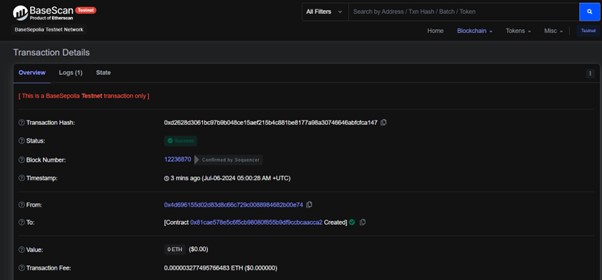 BaseScan Testnet
Product of Etherscan
All Filters
Search by Address / Txn Hash / Batch / Token
BaseSepolia Testnet Network
Home Blockchain Tokens Misc Testnet
Transaction Details
Overview Logs (1) State
[ This is a BaseSepolia Testnet transaction only ]
Transaction Hash:
Status: Success
Block Number: 12236870 Confirmed by Sequencer
Timestamp: 3 mins ago (Jul-06-2024 05:00:28 AM +UTC)
From: 0x4d696155d02d83d8c66c729c0088984682b00e74
To: [Contract Created]
Value: 0 ETH ($0.00)
Transaction Fee: 0.000003277495766483 ETH ($0.000000)